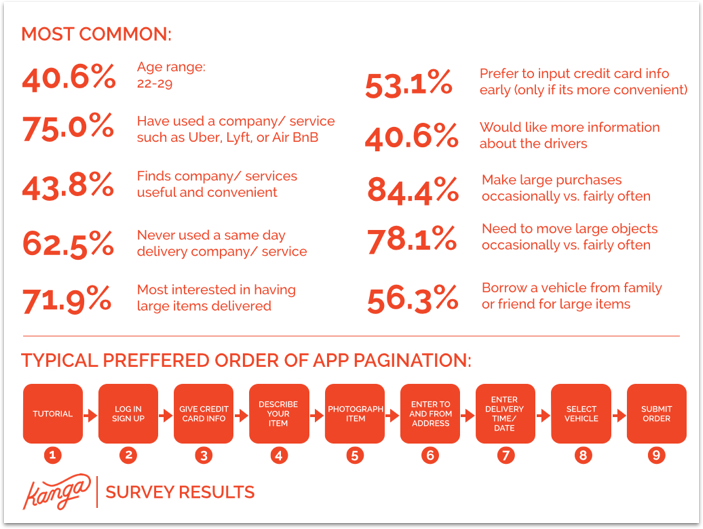 MOST COMMON:
40.6%
Age range:
22-29
75.0%
Have used a company/ service
such as Uber, Lyft, or Air BnB
43.8%
Finds company/ services
useful and convenient
62.5%
Never used a same day
delivery company/ service
71.9%
Most interested in having
large items delivered
53.1%
Prefer to input credit card info
early (only if its more convenient)
40.6%
Would like more information
about the drivers
84.4%
Make large purchases
occasionally vs. fairly often
78.1%
Need to move large objects
occasionally vs. fairly often
56.3%
Borrow a vehicle from family
or friend for large items
TYPICAL PREFFERED ORDER OF APP PAGINATION:
TUTORIAL
1
LOG IN
SIGN UP
2
GIVE CREDIT
CARD INFO
3
DESCRIBE
YOUR
ITEM
4
PHOTOGRAPH
ITEM
5
ENTER TO
AND FROM
ADDRESS
6
ENTER
DELIVERY
TIME/
DATE
7
SELECT
VEHICLE
8
SUBMIT
ORDER
9
Kanga
SURVEY RESULTS